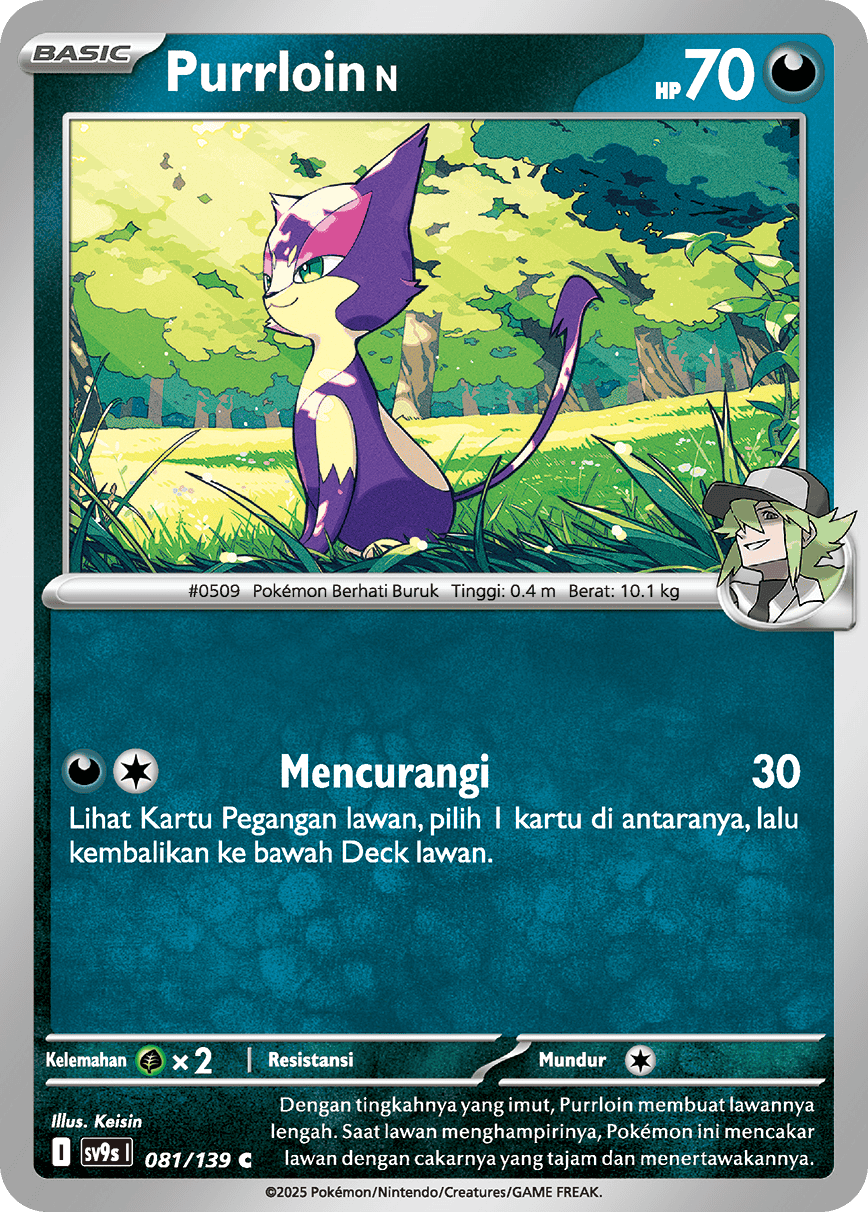 BASIC
Purrloin N
HP 70
#0509 Pokémon Berhati Buruk Tinggi: 0.4 m Berat: 10.1 kg
Mencurangi 30
Lihat Kartu Pegangan lawan, pilih 1 kartu di antaranya, lalu
kembalikan ke bawah Deck lawan.
Kelemahan ×2 | Resistansi Mundur
Illus. Keisin
Dengan tingkahnya yang imut, Purrloin membuat lawannya
lengah. Saat lawan menghampirinya, Pokémon ini mencakar
lawan dengan cakarnya yang tajam dan menertawakannya.
I sv9s I 081/139 C
©2025 Pokémon/Nintendo/Creatures/GAME FREAK.